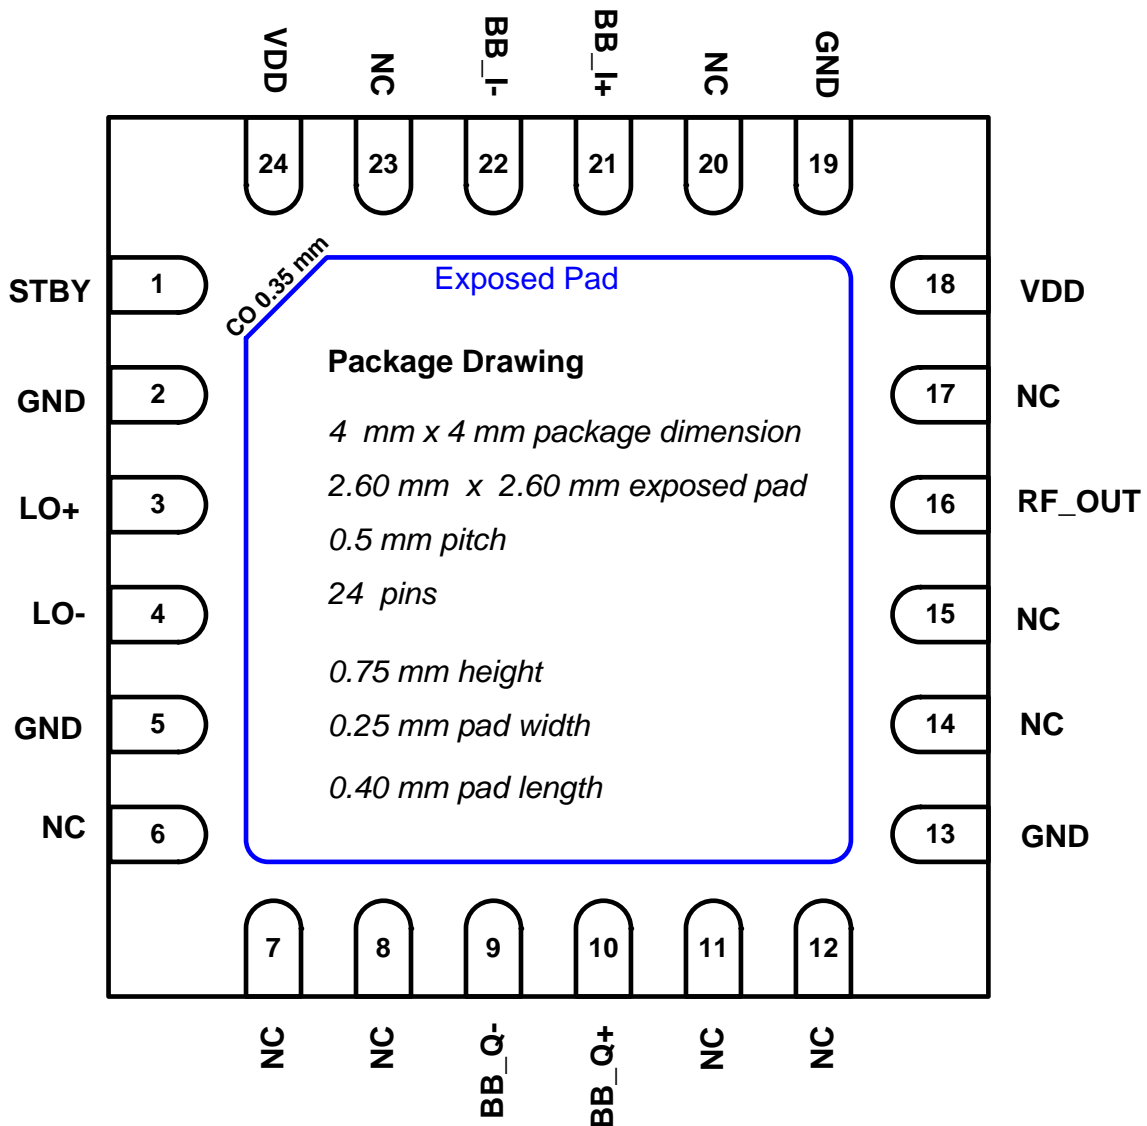 VDD
NC
BB_I-
BB_I+
NC
GND
24
23
22
21
20
19
STBY
1
CO 0.35 mm
Exposed Pad
18
VDD
GND
2
Package Drawing
17
NC
4 mm x 4 mm package dimension
LO+
3
2.60 mm x 2.60 mm exposed pad
16
RF_OUT
0.5 mm pitch
LO-
4
24 pins
15
NC
0.75 mm height
GND
5
0.25 mm pad width
14
NC
0.40 mm pad length
NC
6
13
GND
7
8
9
10
11
12
NC
NC
BB_Q-
BB_Q+
NC
NC